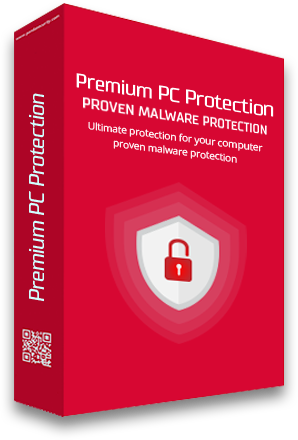 Premium PC Protection
PROVEN MALWARE PROTECTION
Ultimate protection for your computer
proven malware protection
Premium PC Protection